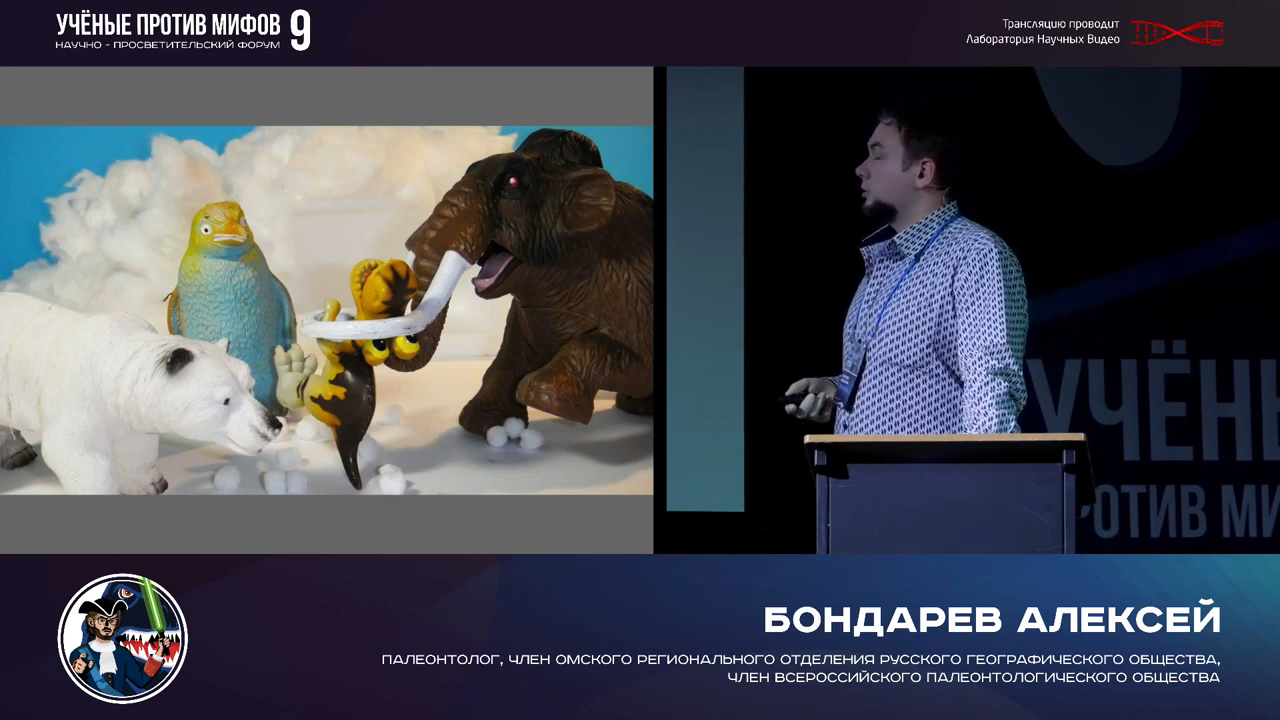 УЧЁНЫЕ ПРОТИВ МИФОВ 9
НАУЧНО - ПРОСВЕТИТЕЛЬСКИЙ ФОРУМ
Трансляцию проводит
Лаборатория Научных Видео
УЧЁН
РОТИВ МИ
БОНДАРЕВ АЛЕКСЕЙ
ПАЛЕОНТОЛОГ, ЧЛЕН ОМСКОГО РЕГИОНАЛЬНОГО ОТДЕЛЕНИЯ РУССКОГО ГЕОГРАФИЧЕСКОГО ОБЩЕСТВА,
ЧЛЕН ВСЕРОССИЙСКОГО ПАЛЕОНТОЛОГИЧЕСКОГО ОБЩЕСТВА